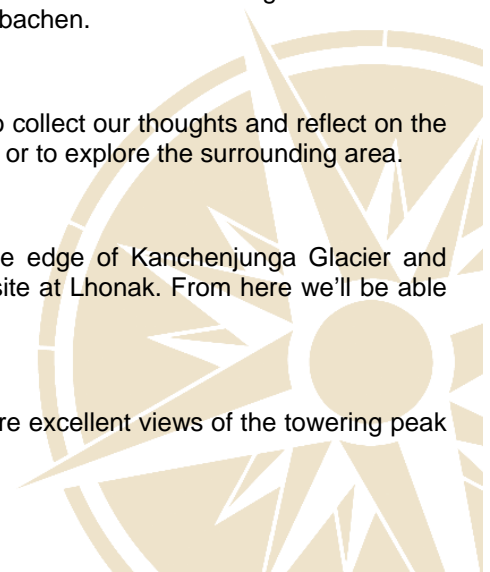 bachen.
collect our thoughts and reflect on the
or to explore the surrounding area.
edge of Kanchenjunga Glacier and
site at Lhonak. From here we'll be able
excellent views of the towering peak